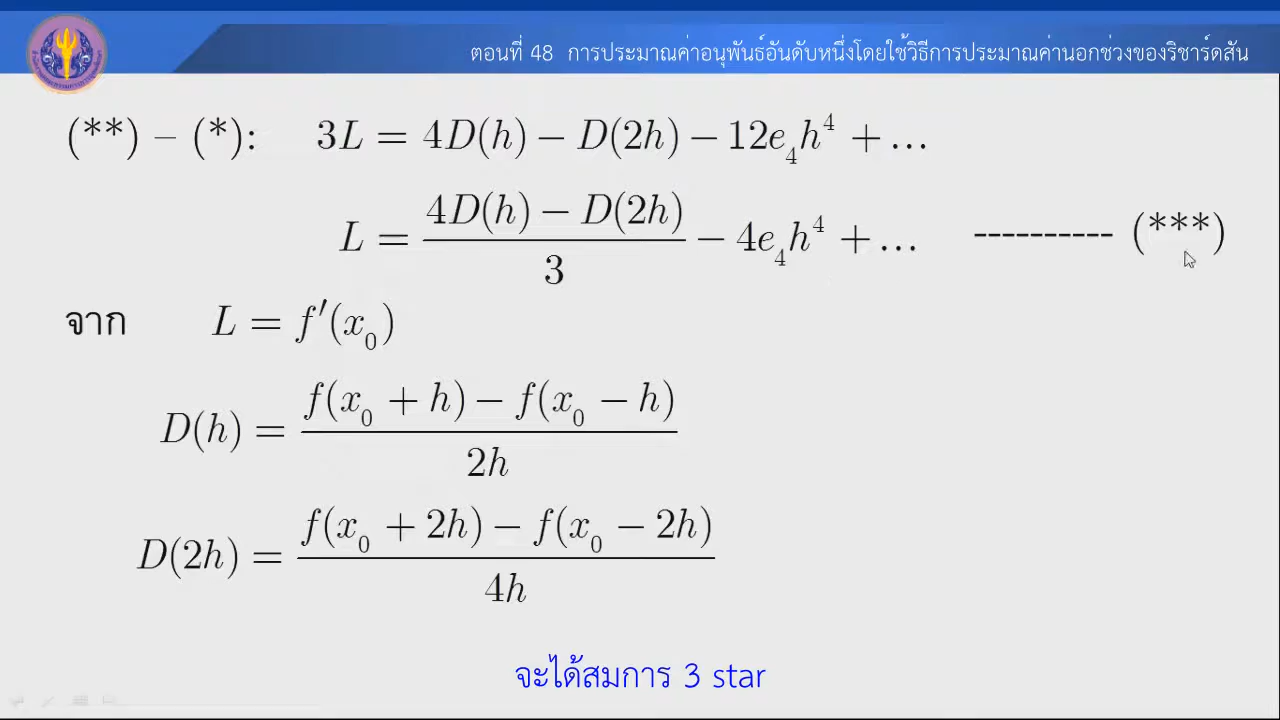 ตอนที่ 48 การประมาณค่าอนุพันธ์อันดับหนึ่งโดยใช้วิธีการประมาณค่านอกช่วงของริชาร์ดสัน
(**) − (*): 3L = 4D(h) − D(2h) − 12e₄h⁴ + ...
L = \frac{4D(h) − D(2h)}{3} − 4e₄h⁴ + ... ---------- (***)
จาก L = f′(x₀)
D(h) = \frac{f(x₀ + h) − f(x₀ − h)}{2h}
D(2h) = \frac{f(x₀ + 2h) − f(x₀ − 2h)}{4h}
จะได้สมการ 3 star